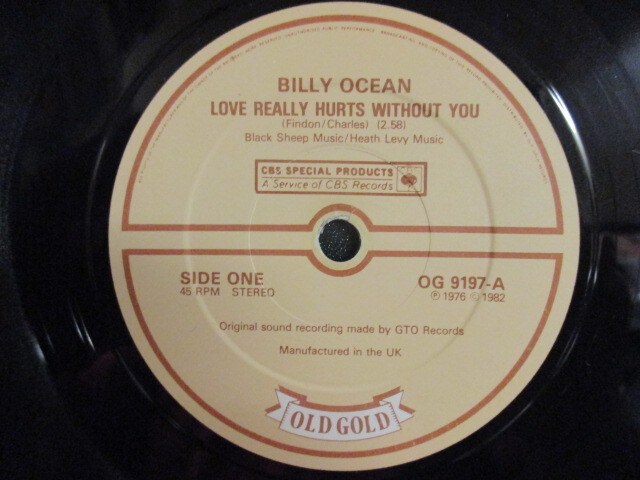 BILLY OCEAN
LOVE REALLY HURTS WITHOUT YOU
(Findon/Charles) (2.58)
Black Sheep Music/Heath Levy Music
CBS SPECIAL PRODUCTS
A Service of CBS Records
SIDE ONE
45 RPM STEREO
OG 9197-A
Ⓟ 1976 © 1982
Original sound recording made by GTO Records
Manufactured in the UK
OLD GOLD